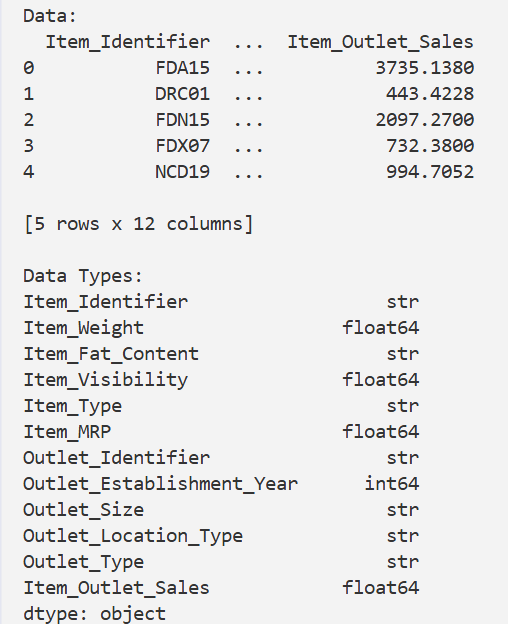 Data:
  Item_Identifier  ...  Item_Outlet_Sales
0           FDA15  ...          3735.1380
1           DRC01  ...           443.4228
2           FDN15  ...          2097.2700
3           FDX07  ...           732.3800
4           NCD19  ...           994.7052

[5 rows x 12 columns]

Data Types:
Item_Identifier                  str
Item_Weight                  float64
Item_Fat_Content                 str
Item_Visibility              float64
Item_Type                        str
Item_MRP                     float64
Outlet_Identifier                str
Outlet_Establishment_Year      int64
Outlet_Size                      str
Outlet_Location_Type             str
Outlet_Type                      str
Item_Outlet_Sales            float64
dtype: object